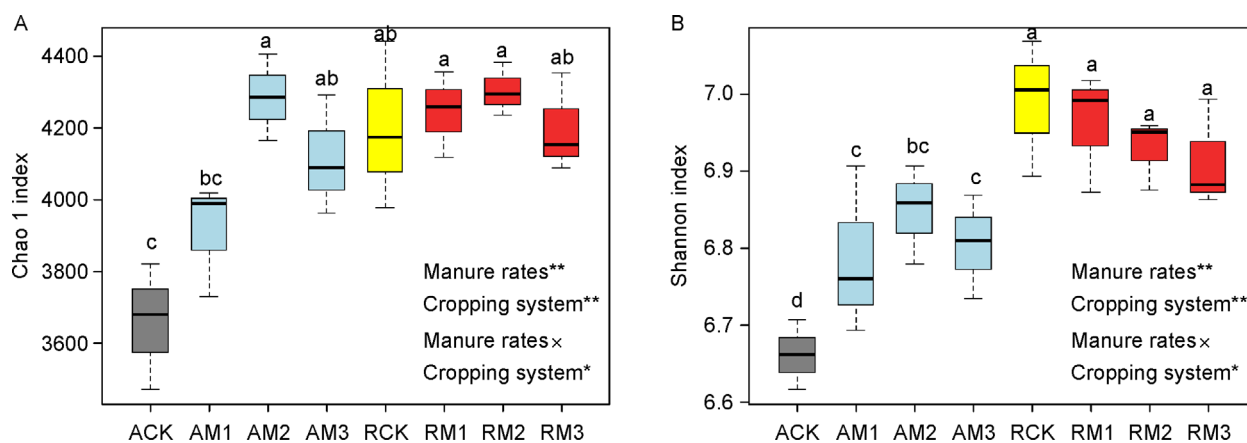 A
Chao 1 index
4400
4200
4000
3800
3600
c
bc
a
ab
ab
a
a
ab
Manure rates**
Cropping system**
Manure rates×
Cropping system*
ACK AM1 AM2 AM3 RCK RM1 RM2 RM3
B
Shannon index
7.0
6.9
6.8
6.7
6.6
d
c
bc
c
a
a
a
a
Manure rates**
Cropping system**
Manure rates×
Cropping system*
ACK AM1 AM2 AM3 RCK RM1 RM2 RM3